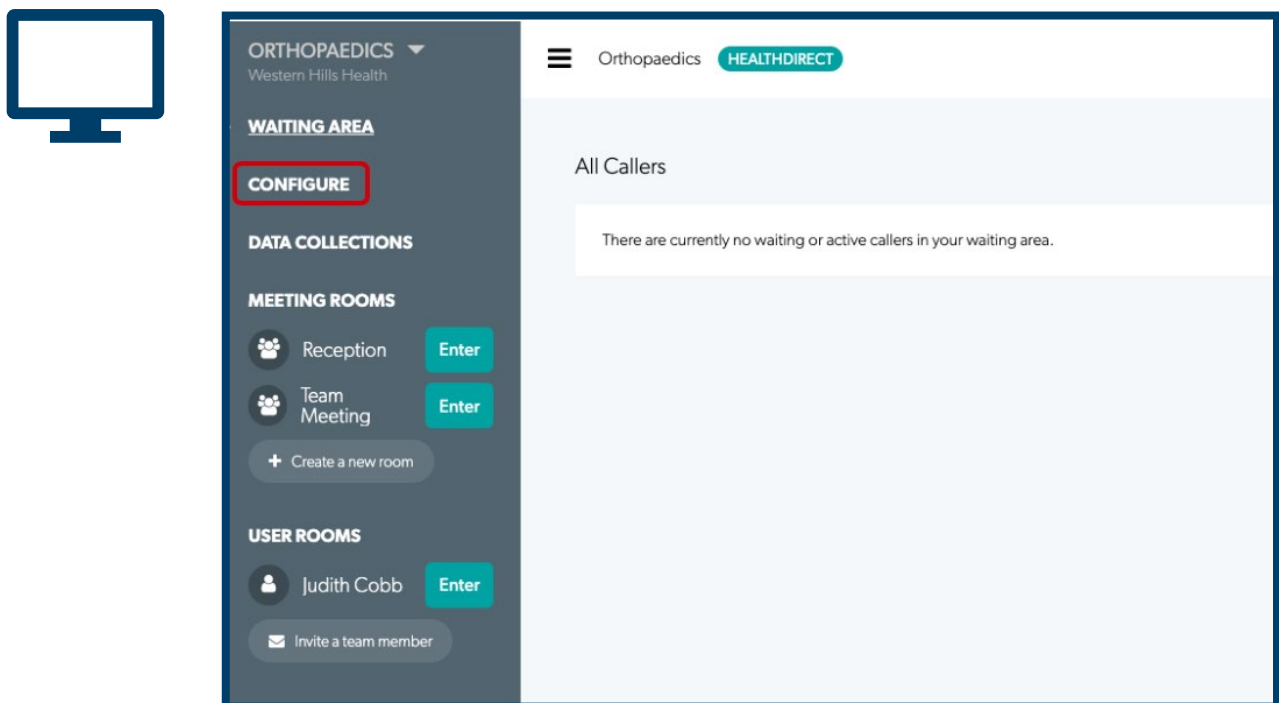 ORTHOPAEDICS
Western Hills Health
WAITING AREA
CONFIGURE
DATA COLLECTIONS
MEETING ROOMS
Reception Enter
Team
Meeting Enter
Create a new room
USER ROOMS
Judith Cobb Enter
Invite a team member
Orthopaedics HEALTHDIRECT
All Callers
There are currently no waiting or active callers in your waiting area.